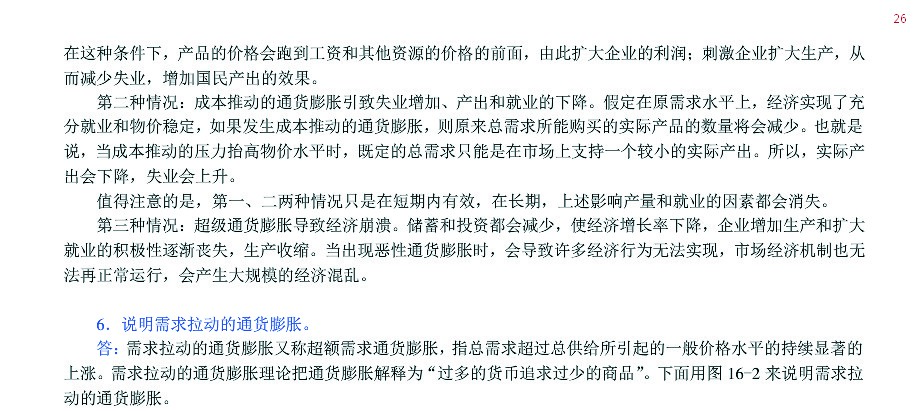 26
在这种条件下，产品的价格会跑到工资和其他资源的价格的前面，由此扩大企业的利润；刺激企业扩大生产，从
而减少失业，增加国民产出的效果。
第二种情况：成本推动的通货膨胀引致失业增加、产出和就业的下降。假定在原需求水平上，经济实现了充
分就业和物价稳定，如果发生成本推动的通货膨胀，则原来总需求所能购买的实际产品的数量将会减少。也就是
说，当成本推动的压力抬高物价水平时，既定的总需求只能是在市场上支持一个较小的实际产出。所以，实际产
出会下降，失业会上升。
值得注意的是，第一、二两种情况只是在短期内有效，在长期，上述影响产量和就业的因素都会消失。
第三种情况：超级通货膨胀导致经济崩溃。储蓄和投资都会减少，使经济增长率下降，企业增加生产和扩大
就业的积极性逐渐丧失，生产收缩。当出现恶性通货膨胀时，会导致许多经济行为无法实现，市场经济机制也无
法再正常运行，会产生大规模的经济混乱。
6．说明需求拉动的通货膨胀。
答：需求拉动的通货膨胀又称超额需求通货膨胀，指总需求超过总供给所引起的一般价格水平的持续显著的
上涨。需求拉动的通货膨胀理论把通货膨胀解释为“过多的货币追求过少的商品”。下面用图 16-2 来说明需求拉
动的通货膨胀。